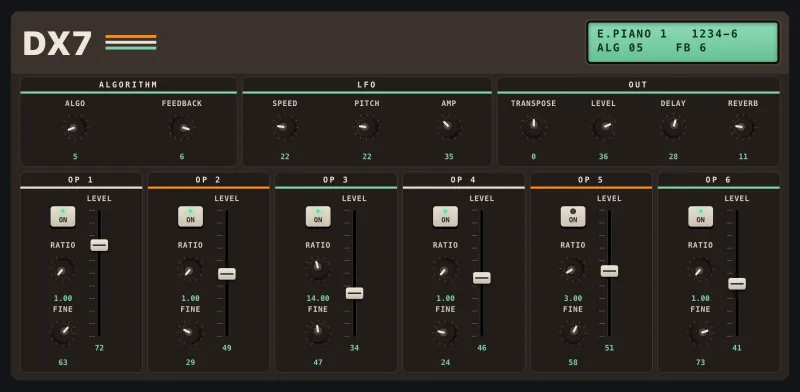 DX7
E.PIANO 1 1234-6
ALG 05 FB 6
ALGORITHM
ALGO FEEDBACK
5 6
LFO
SPEED PITCH AMP
22 22 35
OUT
TRANSPOSE LEVEL DELAY REVERB
0 36 28 11
OP 1
LEVEL
ON
RATIO
1.00
FINE
72
63
OP 2
LEVEL
ON
RATIO
1.00
FINE
49
29
OP 3
LEVEL
ON
RATIO
14.00
FINE
34
47
OP 4
LEVEL
ON
RATIO
1.00
FINE
46
24
OP 5
LEVEL
ON
RATIO
3.00
FINE
51
58
OP 6
LEVEL
ON
RATIO
1.00
FINE
41
73